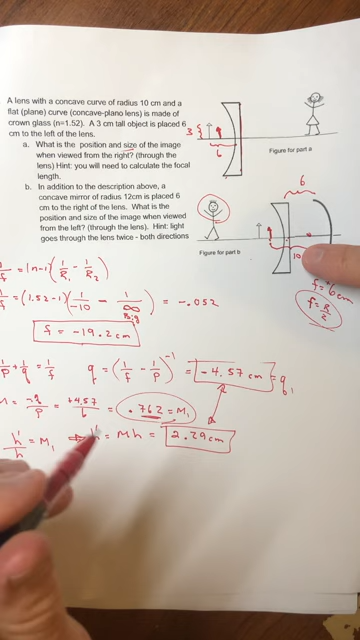 A lens with a concave curve of radius 10 cm and a
flat (plane) curve (concave-plano lens) is made of
crown glass (n=1.52). A 3 cm tall object is placed 6
cm to the left of the lens.
a. What is the position and size of the image
when viewed from the right? (through the
lens) Hint: you will need to calculate the focal
length.
b. In addition to the description above, a
concave mirror of radius 12cm is placed 6
cm to the right of the lens. What is the
position and size of the image when viewed
from the left? (through the lens). Hint: light
goes through the lens twice - both directions
3
6
Figure for part a
6
10
Figure for part b
f = +6cm
f = R/2
1/f = (n-1)(1/R₁ - 1/R₂)
1/f = (1.52-1)(1/-10 - 1/∞) = -.052
f = -19.2cm
1/p + 1/q = 1/f q = (1/f - 1/p)⁻¹ = -4.57 cm = q₁
M = -q/p = +4.57/6 = .762 = M₁
h'/h = M₁ h' = Mh = 2.29cm